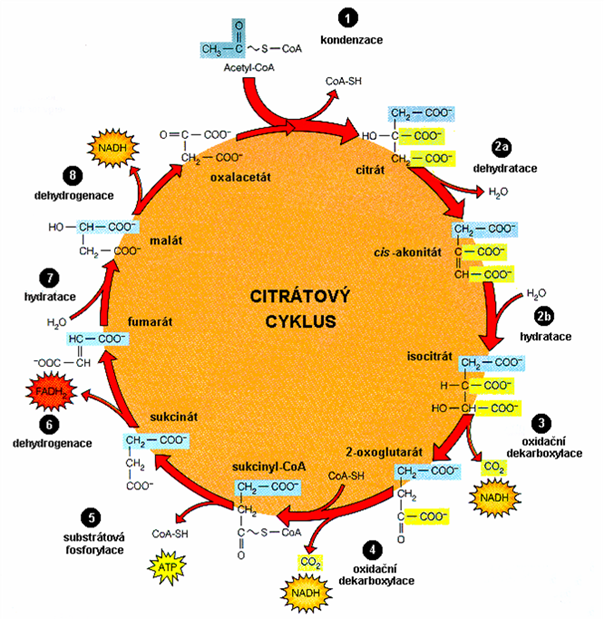 1
kondenzace
O
CH3 — C ~ S — CoA
Acetyl-CoA
CoA-SH
CH2 — COO−
HO C — COO−
CH2 — COO−
citrát
2a
dehydratace
H2O
CH2 — COO−
C — COO−
CH — COO−
cis -akonitát
H2O
2b
hydratace
isocitrát
CH2 — COO−
H — C — COO−
HO — CH — COO−
3
oxidační
dekarboxylace
CO2
NADH
2-oxoglutarát
CH2 — COO−
CH2
C — COO−
O
CoA-SH
4
oxidační
dekarboxylace
CO2
NADH
sukcinyl-CoA
CH2 — COO−
CH2
C ~ S — CoA
O
5
substrátová
fosforylace
CoA-SH
ATP
sukcinát
CH2 — COO−
CH2
COO−
6
dehydrogenace
FADH2
fumarát
HC — COO−
−OOC — CH
7
hydratace
H2O
malát
HO — CH — COO−
CH2 — COO−
8
dehydrogenace
NADH
O = C — COO−
CH2 — COO−
oxalacetát
CITRÁTOVÝ
CYKLUS